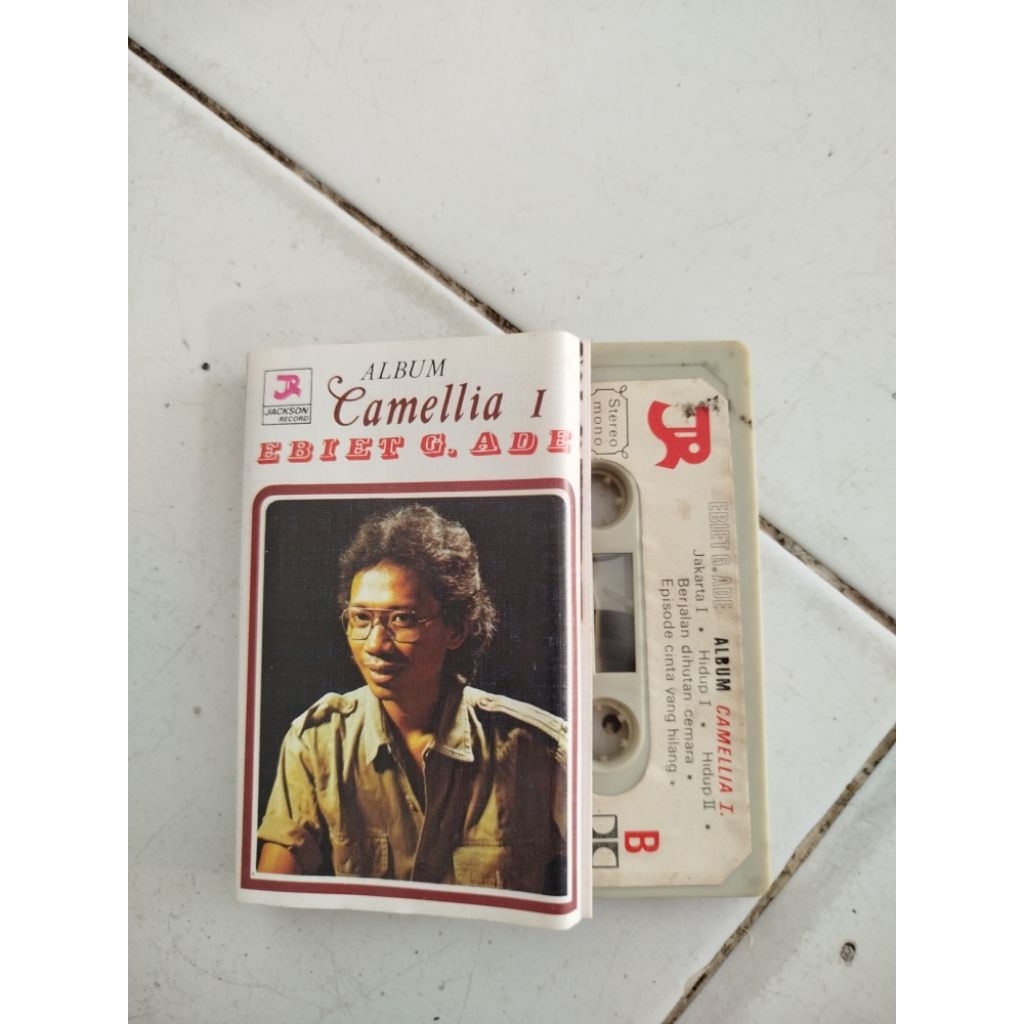 JR
JACKSON
RECORD
ALBUM
Camellia I
EBIET G. ADE
Stereo
mono
JR
EBIET G. ADE ALBUM CAMELLIA I.
Jakarta I • Hidup I • Hidup II •
Berjalan dihutan cemara •
Episode cinta yang hilang •
B